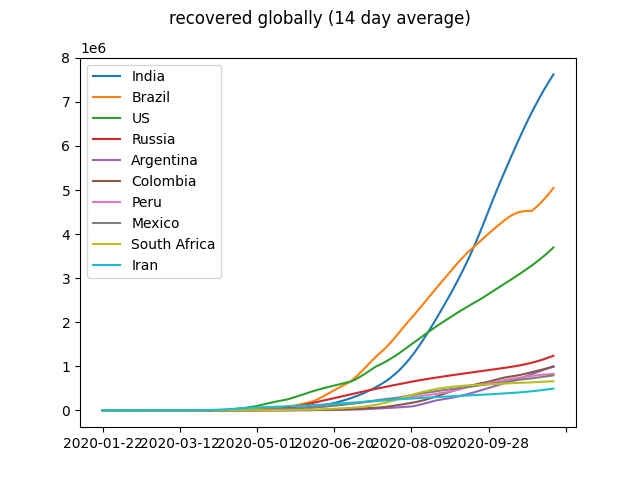 recovered globally (14 day average)
1e6
8
7
6
5
4
3
2
1
0
India
Brazil
US
Russia
Argentina
Colombia
Peru
Mexico
South Africa
Iran
2020-01-22 2020-03-12 2020-05-01 2020-06-20 2020-08-09 2020-09-28